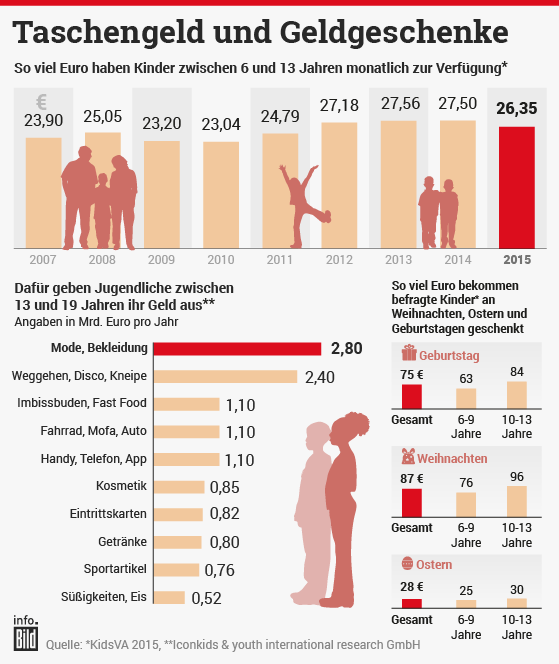 Taschengeld und Geldgeschenke
So viel Euro haben Kinder zwischen 6 und 13 Jahren monatlich zur Verfügung*
€
23,90 25,05 23,20 23,04 24,79 27,18 27,56 27,50 26,35
2007 2008 2009 2010 2011 2012 2013 2014 2015
Dafür geben Jugendliche zwischen
13 und 19 Jahren ihr Geld aus**
Angaben in Mrd. Euro pro Jahr
Mode, Bekleidung 2,80
Weggehen, Disco, Kneipe 2,40
Imbissbuden, Fast Food 1,10
Fahrrad, Mofa, Auto 1,10
Handy, Telefon, App 1,10
Kosmetik 0,85
Eintrittskarten 0,82
Getränke 0,80
Sportartikel 0,76
Süßigkeiten, Eis 0,52
So viel Euro bekommen
befragte Kinder* an
Weihnachten, Ostern und
Geburtstagen geschenkt
Geburtstag
75 € 63 84
Gesamt 6-9 10-13
Jahre Jahre
Weihnachten
87 € 76 96
Gesamt 6-9 10-13
Jahre Jahre
Ostern
28 € 25 30
Gesamt 6-9 10-13
Jahre Jahre
info.
Bild
Quelle: *KidsVA 2015, **Iconkids & youth international research GmbH